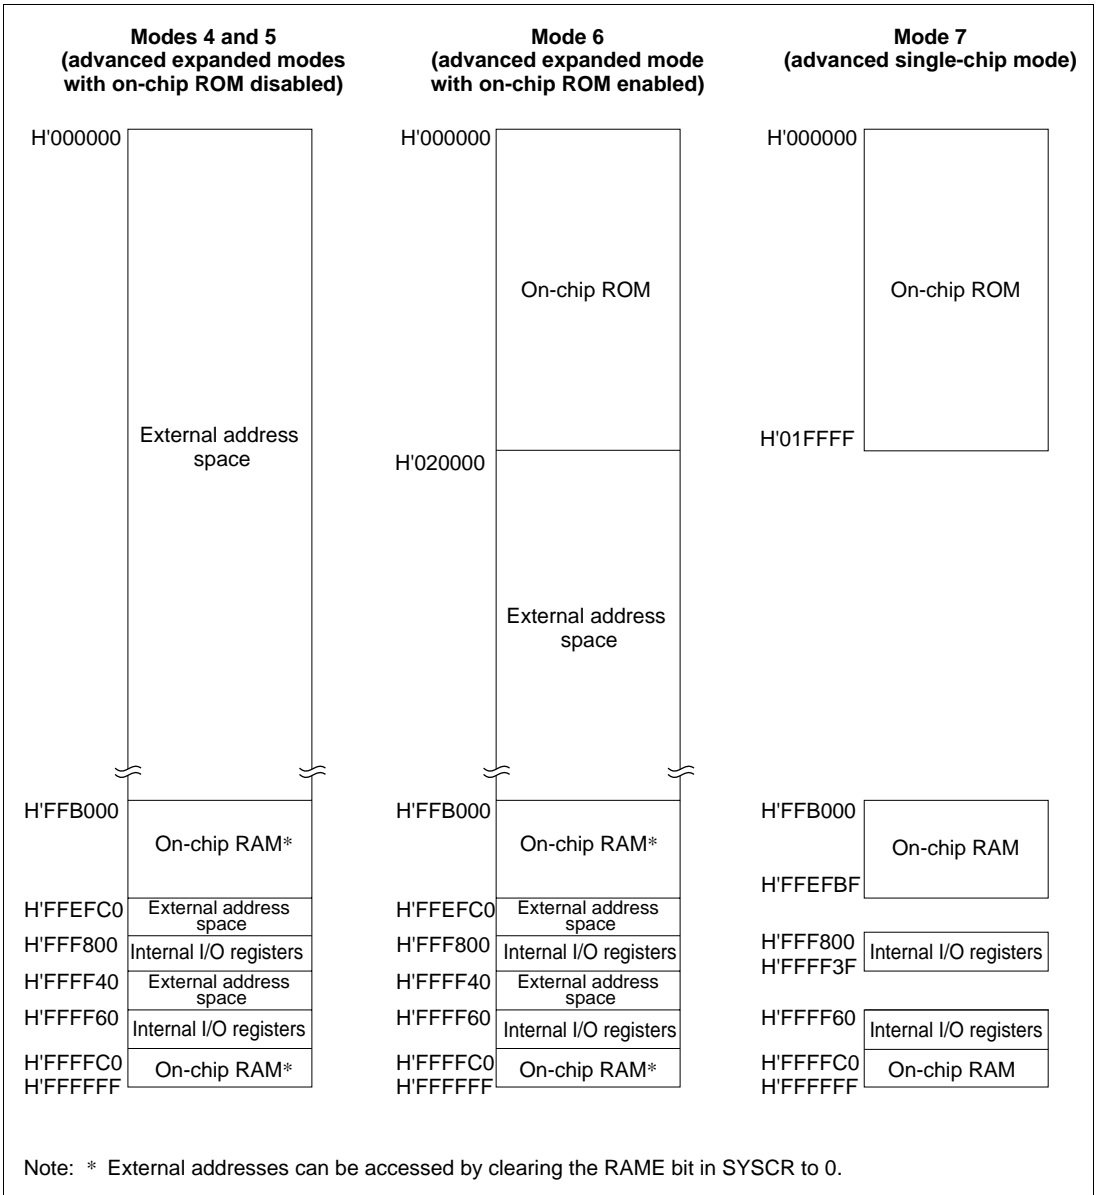 Modes 4 and 5
(advanced expanded modes
with on-chip ROM disabled)
H'000000
External address
space
H'FFB000
On-chip RAM*
H'FFEFC0
External address
space
H'FFF800
Internal I/O registers
H'FFFF40
External address
space
H'FFFF60
Internal I/O registers
H'FFFFC0
On-chip RAM*
H'FFFFFF
Mode 6
(advanced expanded mode
with on-chip ROM enabled)
H'000000
On-chip ROM
H'020000
External address
space
H'FFB000
On-chip RAM*
H'FFEFC0
External address
space
H'FFF800
Internal I/O registers
H'FFFF40
External address
space
H'FFFF60
Internal I/O registers
H'FFFFC0
On-chip RAM*
H'FFFFFF
Mode 7
(advanced single-chip mode)
H'000000
On-chip ROM
H'01FFFF
H'FFB000
On-chip RAM
H'FFEFBF
H'FFF800
Internal I/O registers
H'FFFF3F
H'FFFF60
Internal I/O registers
H'FFFFC0
On-chip RAM
H'FFFFFF
Note: * External addresses can be accessed by clearing the RAME bit in SYSCR to 0.